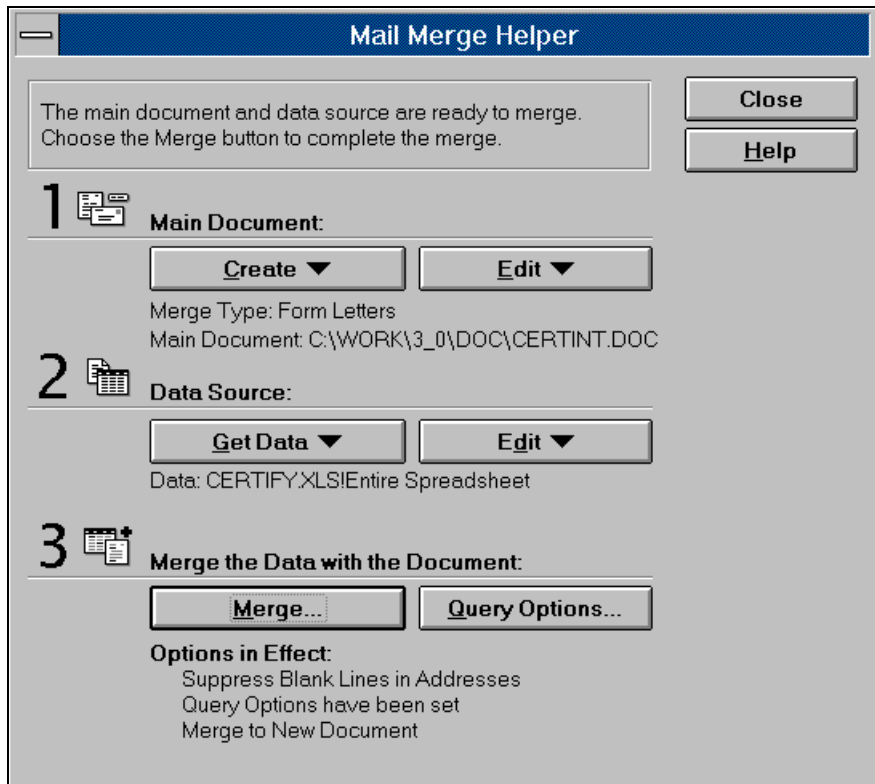 Mail Merge Helper
The main document and data source are ready to merge.
Choose the Merge button to complete the merge.
Close
Help
1 Main Document:
Create Edit
Merge Type: Form Letters
Main Document: C:\WORK\3_0\DOC\CERTINT.DOC
2 Data Source:
Get Data Edit
Data: CERTIFY.XLS!Entire Spreadsheet
3 Merge the Data with the Document:
Merge... Query Options...
Options in Effect:
Suppress Blank Lines in Addresses
Query Options have been set
Merge to New Document